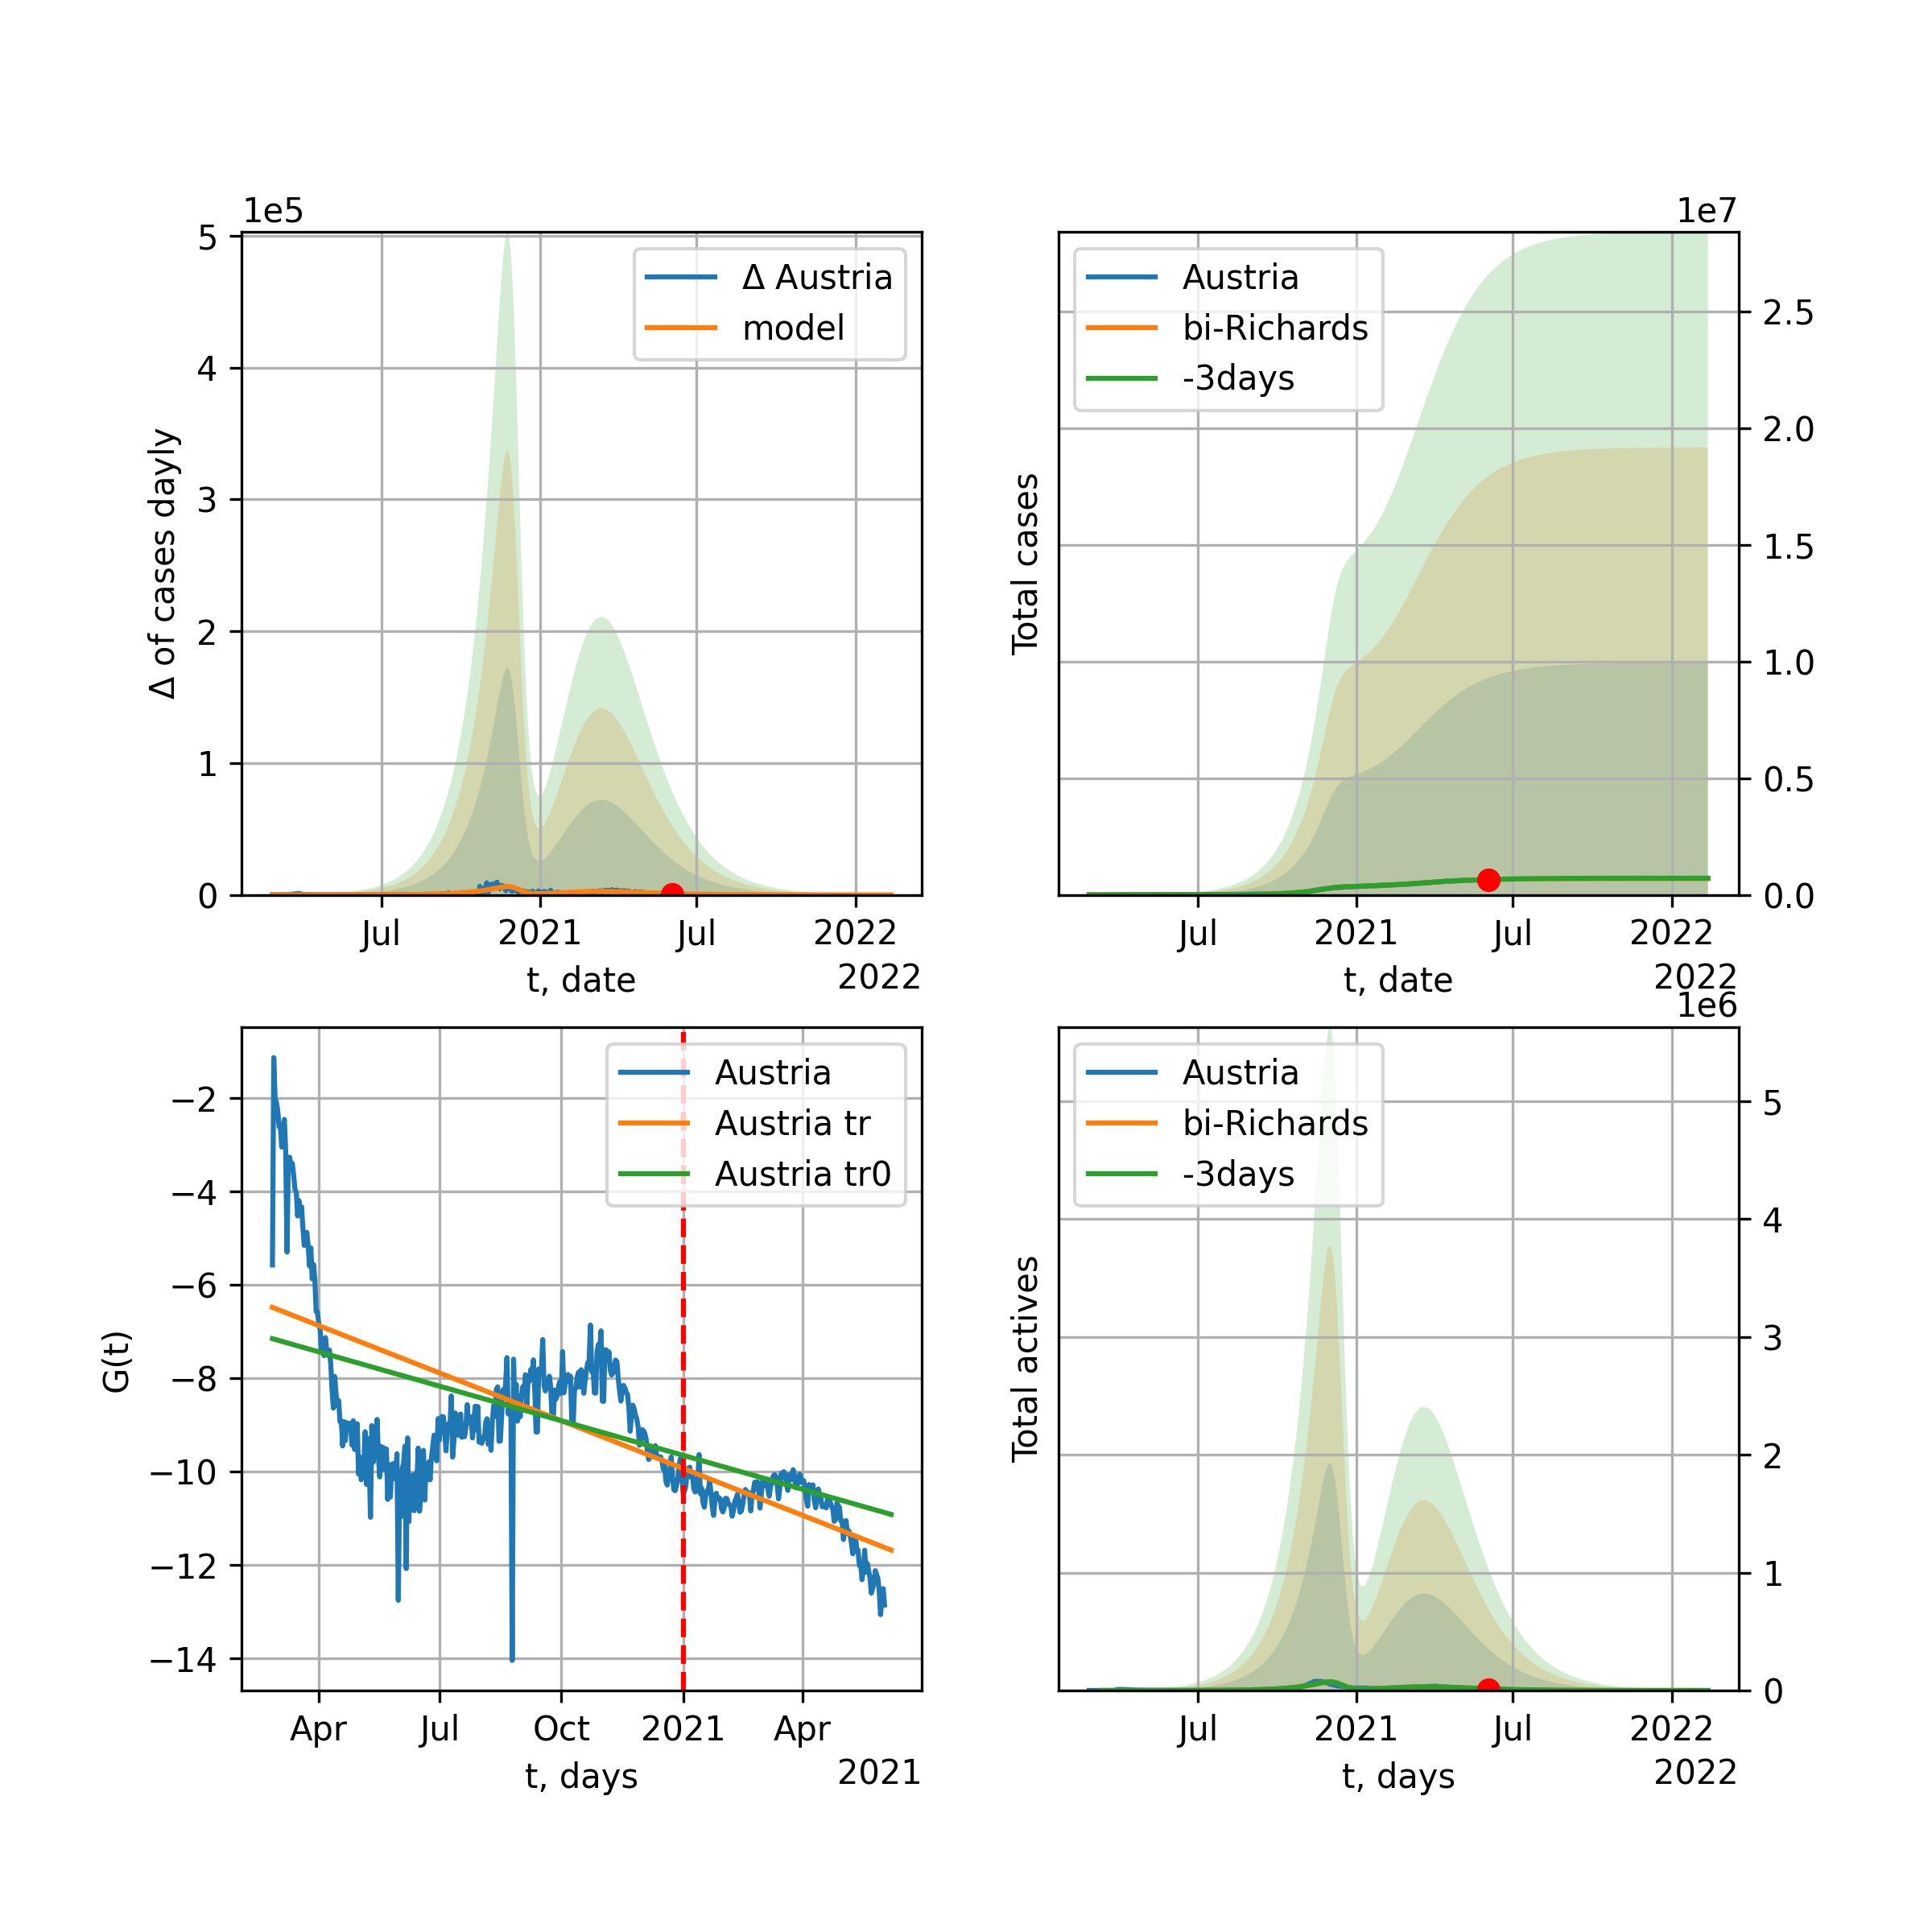 1e5
5
4
3
2
1
0
Δ of cases dayly
Δ Austria
model
Jul
2021
Jul
2022
t, date
2022
1e7
Total cases
Austria
bi-Richards
-3days
2.5
2.0
1.5
1.0
0.5
0.0
Jul
2021
Jul
2022
t, date
2022
G(t)
−2
−4
−6
−8
−10
−12
−14
Austria
Austria tr
Austria tr0
Apr
Jul
Oct
2021
Apr
t, days
2021
1e6
Total actives
Austria
bi-Richards
-3days
5
4
3
2
1
0
Jul
2021
Jul
2022
t, days
2022